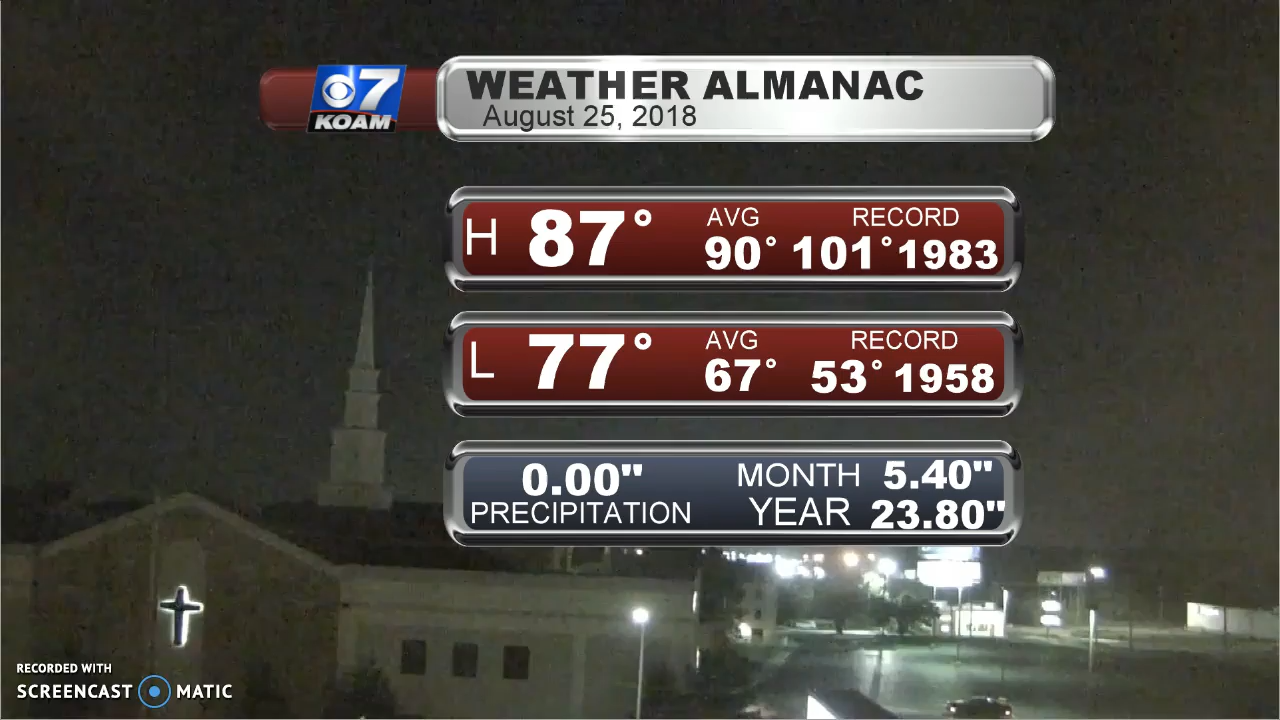 7
KOAM
WEATHER ALMANAC
August 25, 2018
H 87° AVG 90° RECORD 101° 1983
L 77° AVG 67° RECORD 53° 1958
0.00" PRECIPITATION
MONTH 5.40"
YEAR 23.80"
RECORDED WITH
SCREENCAST MATIC